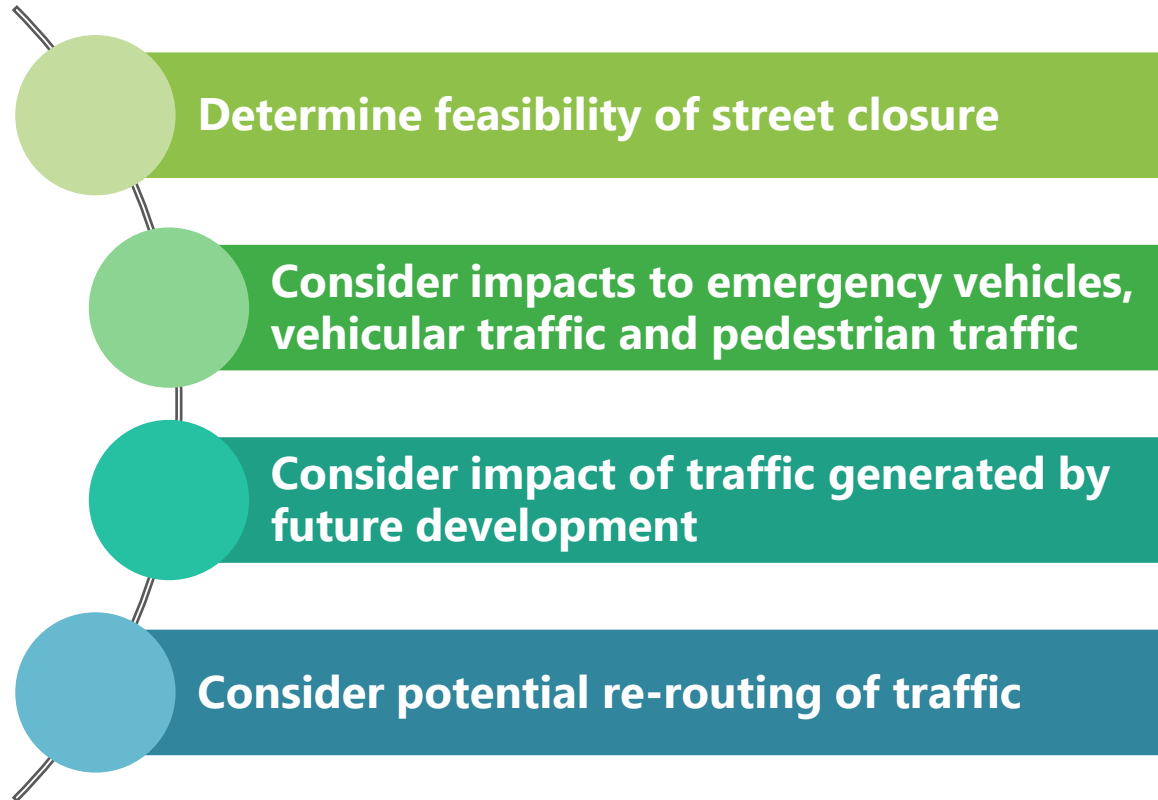 Determine feasibility of street closure
Consider impacts to emergency vehicles,
vehicular traffic and pedestrian traffic
Consider impact of traffic generated by
future development
Consider potential re-routing of traffic